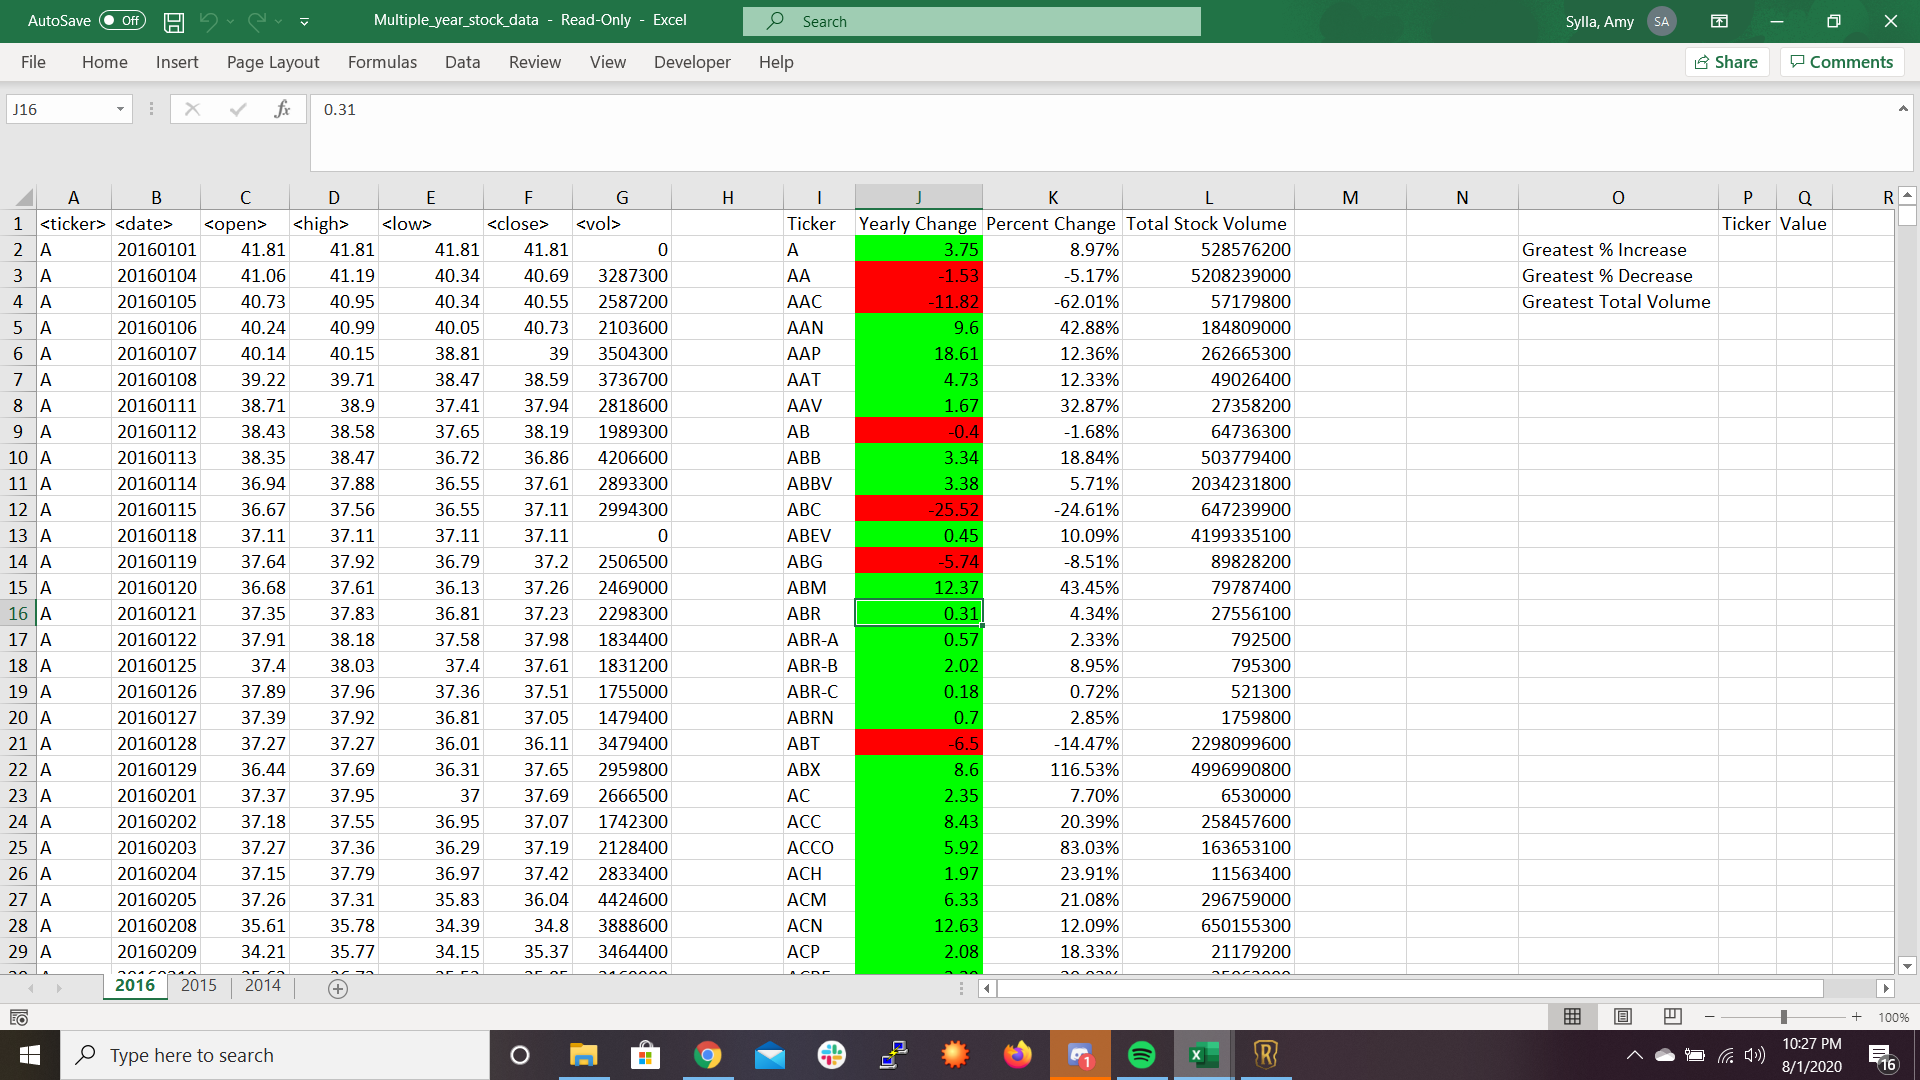 AutoSave Off Multiple_year_stock_data - Read-Only - Excel Search Sylla, Amy SA
File Home Insert Page Layout Formulas Data Review View Developer Help Share Comments
J16 fx 0.31
A B C D E F G H I J K L M N O P Q R
1 <ticker> <date> <open> <high> <low> <close> <vol> Ticker Yearly Change Percent Change Total Stock Volume Ticker Value
2 A 20160101 41.81 41.81 41.81 41.81 0 A 3.75 8.97% 528576200 Greatest % Increase
3 A 20160104 41.06 41.19 40.34 40.69 3287300 AA -1.53 -5.17% 5208239000 Greatest % Decrease
4 A 20160105 40.73 40.95 40.34 40.55 2587200 AAC -11.82 -62.01% 57179800 Greatest Total Volume
5 A 20160106 40.24 40.99 40.05 40.73 2103600 AAN 9.6 42.88% 184809000
6 A 20160107 40.14 40.15 38.81 39 3504300 AAP 18.61 12.36% 262665300
7 A 20160108 39.22 39.71 38.47 38.59 3736700 AAT 4.73 12.33% 49026400
8 A 20160111 38.71 38.9 37.41 37.94 2818600 AAV 1.67 32.87% 27358200
9 A 20160112 38.43 38.58 37.65 38.19 1989300 AB -0.4 -1.68% 64736300
10 A 20160113 38.35 38.47 36.72 36.86 4206600 ABB 3.34 18.84% 503779400
11 A 20160114 36.94 37.88 36.55 37.61 2893300 ABBV 3.38 5.71% 2034231800
12 A 20160115 36.67 37.56 36.55 37.11 2994300 ABC -25.52 -24.61% 647239900
13 A 20160118 37.11 37.11 37.11 37.11 0 ABEV 0.45 10.09% 4199335100
14 A 20160119 37.64 37.92 36.79 37.2 2506500 ABG -5.74 -8.51% 89828200
15 A 20160120 36.68 37.61 36.13 37.26 2469000 ABM 12.37 43.45% 79787400
16 A 20160121 37.35 37.83 36.81 37.23 2298300 ABR 0.31 4.34% 27556100
17 A 20160122 37.91 38.18 37.58 37.98 1834400 ABR-A 0.57 2.33% 792500
18 A 20160125 37.4 38.03 37.4 37.61 1831200 ABR-B 2.02 8.95% 795300
19 A 20160126 37.89 37.96 37.36 37.51 1755000 ABR-C 0.18 0.72% 521300
20 A 20160127 37.39 37.92 36.81 37.05 1479400 ABRN 0.7 2.85% 1759800
21 A 20160128 37.27 37.27 36.01 36.11 3479400 ABT -6.5 -14.47% 2298099600
22 A 20160129 36.44 37.69 36.31 37.65 2959800 ABX 8.6 116.53% 4996990800
23 A 20160201 37.37 37.95 37 37.69 2666500 AC 2.35 7.70% 6530000
24 A 20160202 37.18 37.55 36.95 37.07 1742300 ACC 8.43 20.39% 258457600
25 A 20160203 37.27 37.36 36.29 37.19 2128400 ACCO 5.92 83.03% 163653100
26 A 20160204 37.15 37.79 36.97 37.42 2833400 ACH 1.97 23.91% 11563400
27 A 20160205 37.26 37.31 35.83 36.04 4424600 ACM 6.33 21.08% 296759000
28 A 20160208 35.61 35.78 34.39 34.8 3888600 ACN 12.63 12.09% 650155300
29 A 20160209 34.21 35.77 34.15 35.37 3464400 ACP 2.08 18.33% 21179200
2016 2015 2014
100%
Type here to search 1 10:27 PM
8/1/2020 16